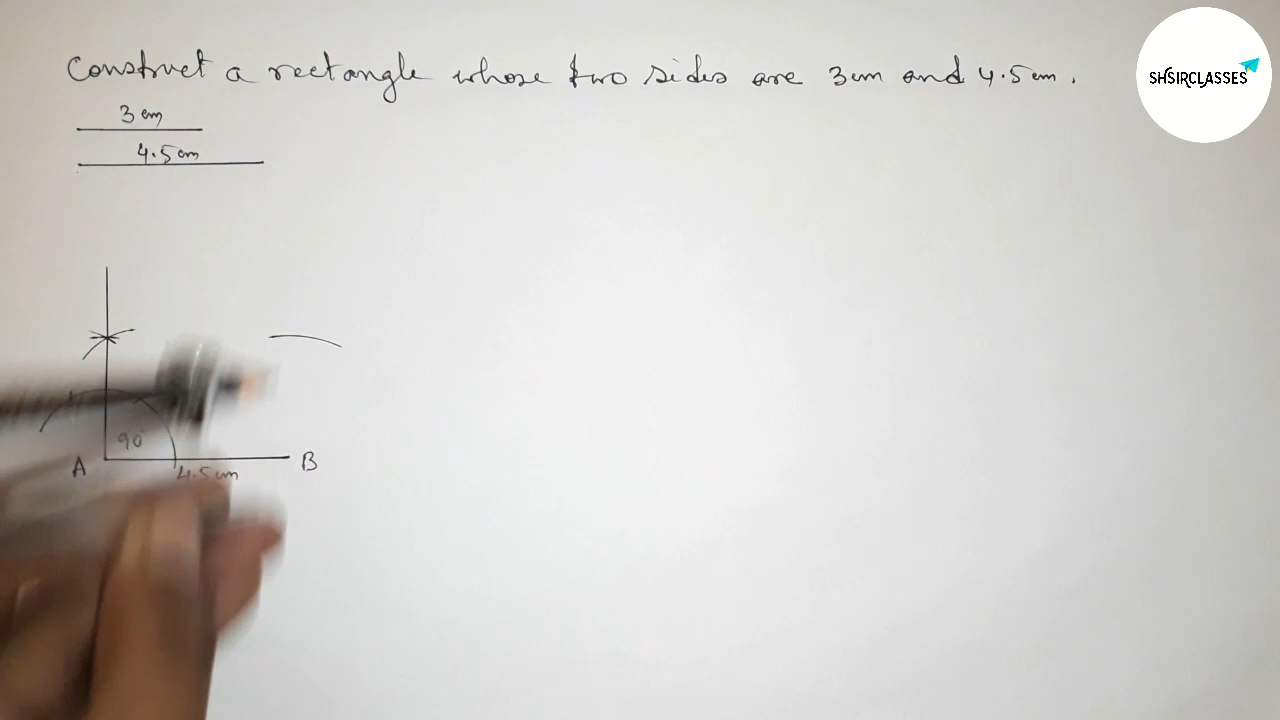 Construct a rectangle whose two sides are 3cm and 4.5cm.
SHSIRCLASSES
3cm
4.5cm
90°
A
B
4.5cm